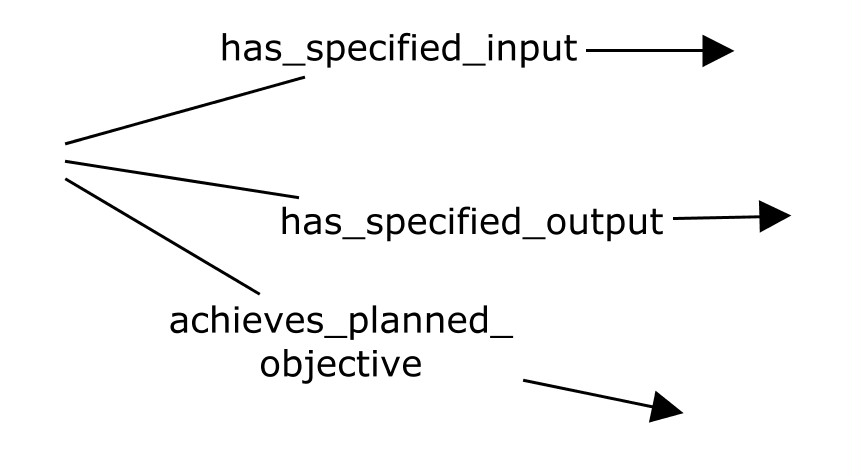 has_specified_input
has_specified_output
achieves_planned_
objective